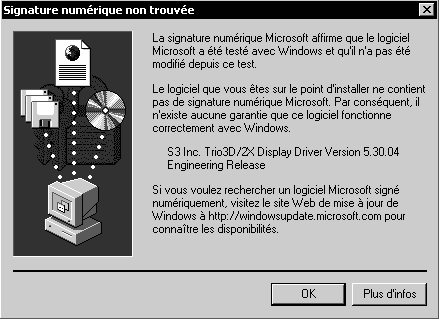 Signature numérique non trouvée
La signature numérique Microsoft affirme que le logiciel
Microsoft a été testé avec Windows et qu'il n'a pas été
modifié depuis ce test.
Le logiciel que vous êtes sur le point d'installer ne contient
pas de signature numérique Microsoft. Par conséquent, il
n'existe aucune garantie que ce logiciel fonctionne
correctement avec Windows.
S3 Inc. Trio3D/2X Display Driver Version 5.30.04
Engineering Release
Si vous voulez rechercher un logiciel Microsoft signé
numériquement, visitez le site Web de mise à jour de
Windows à http://windowsupdate.microsoft.com pour
connaître les disponibilités.
OK
Plus d'infos